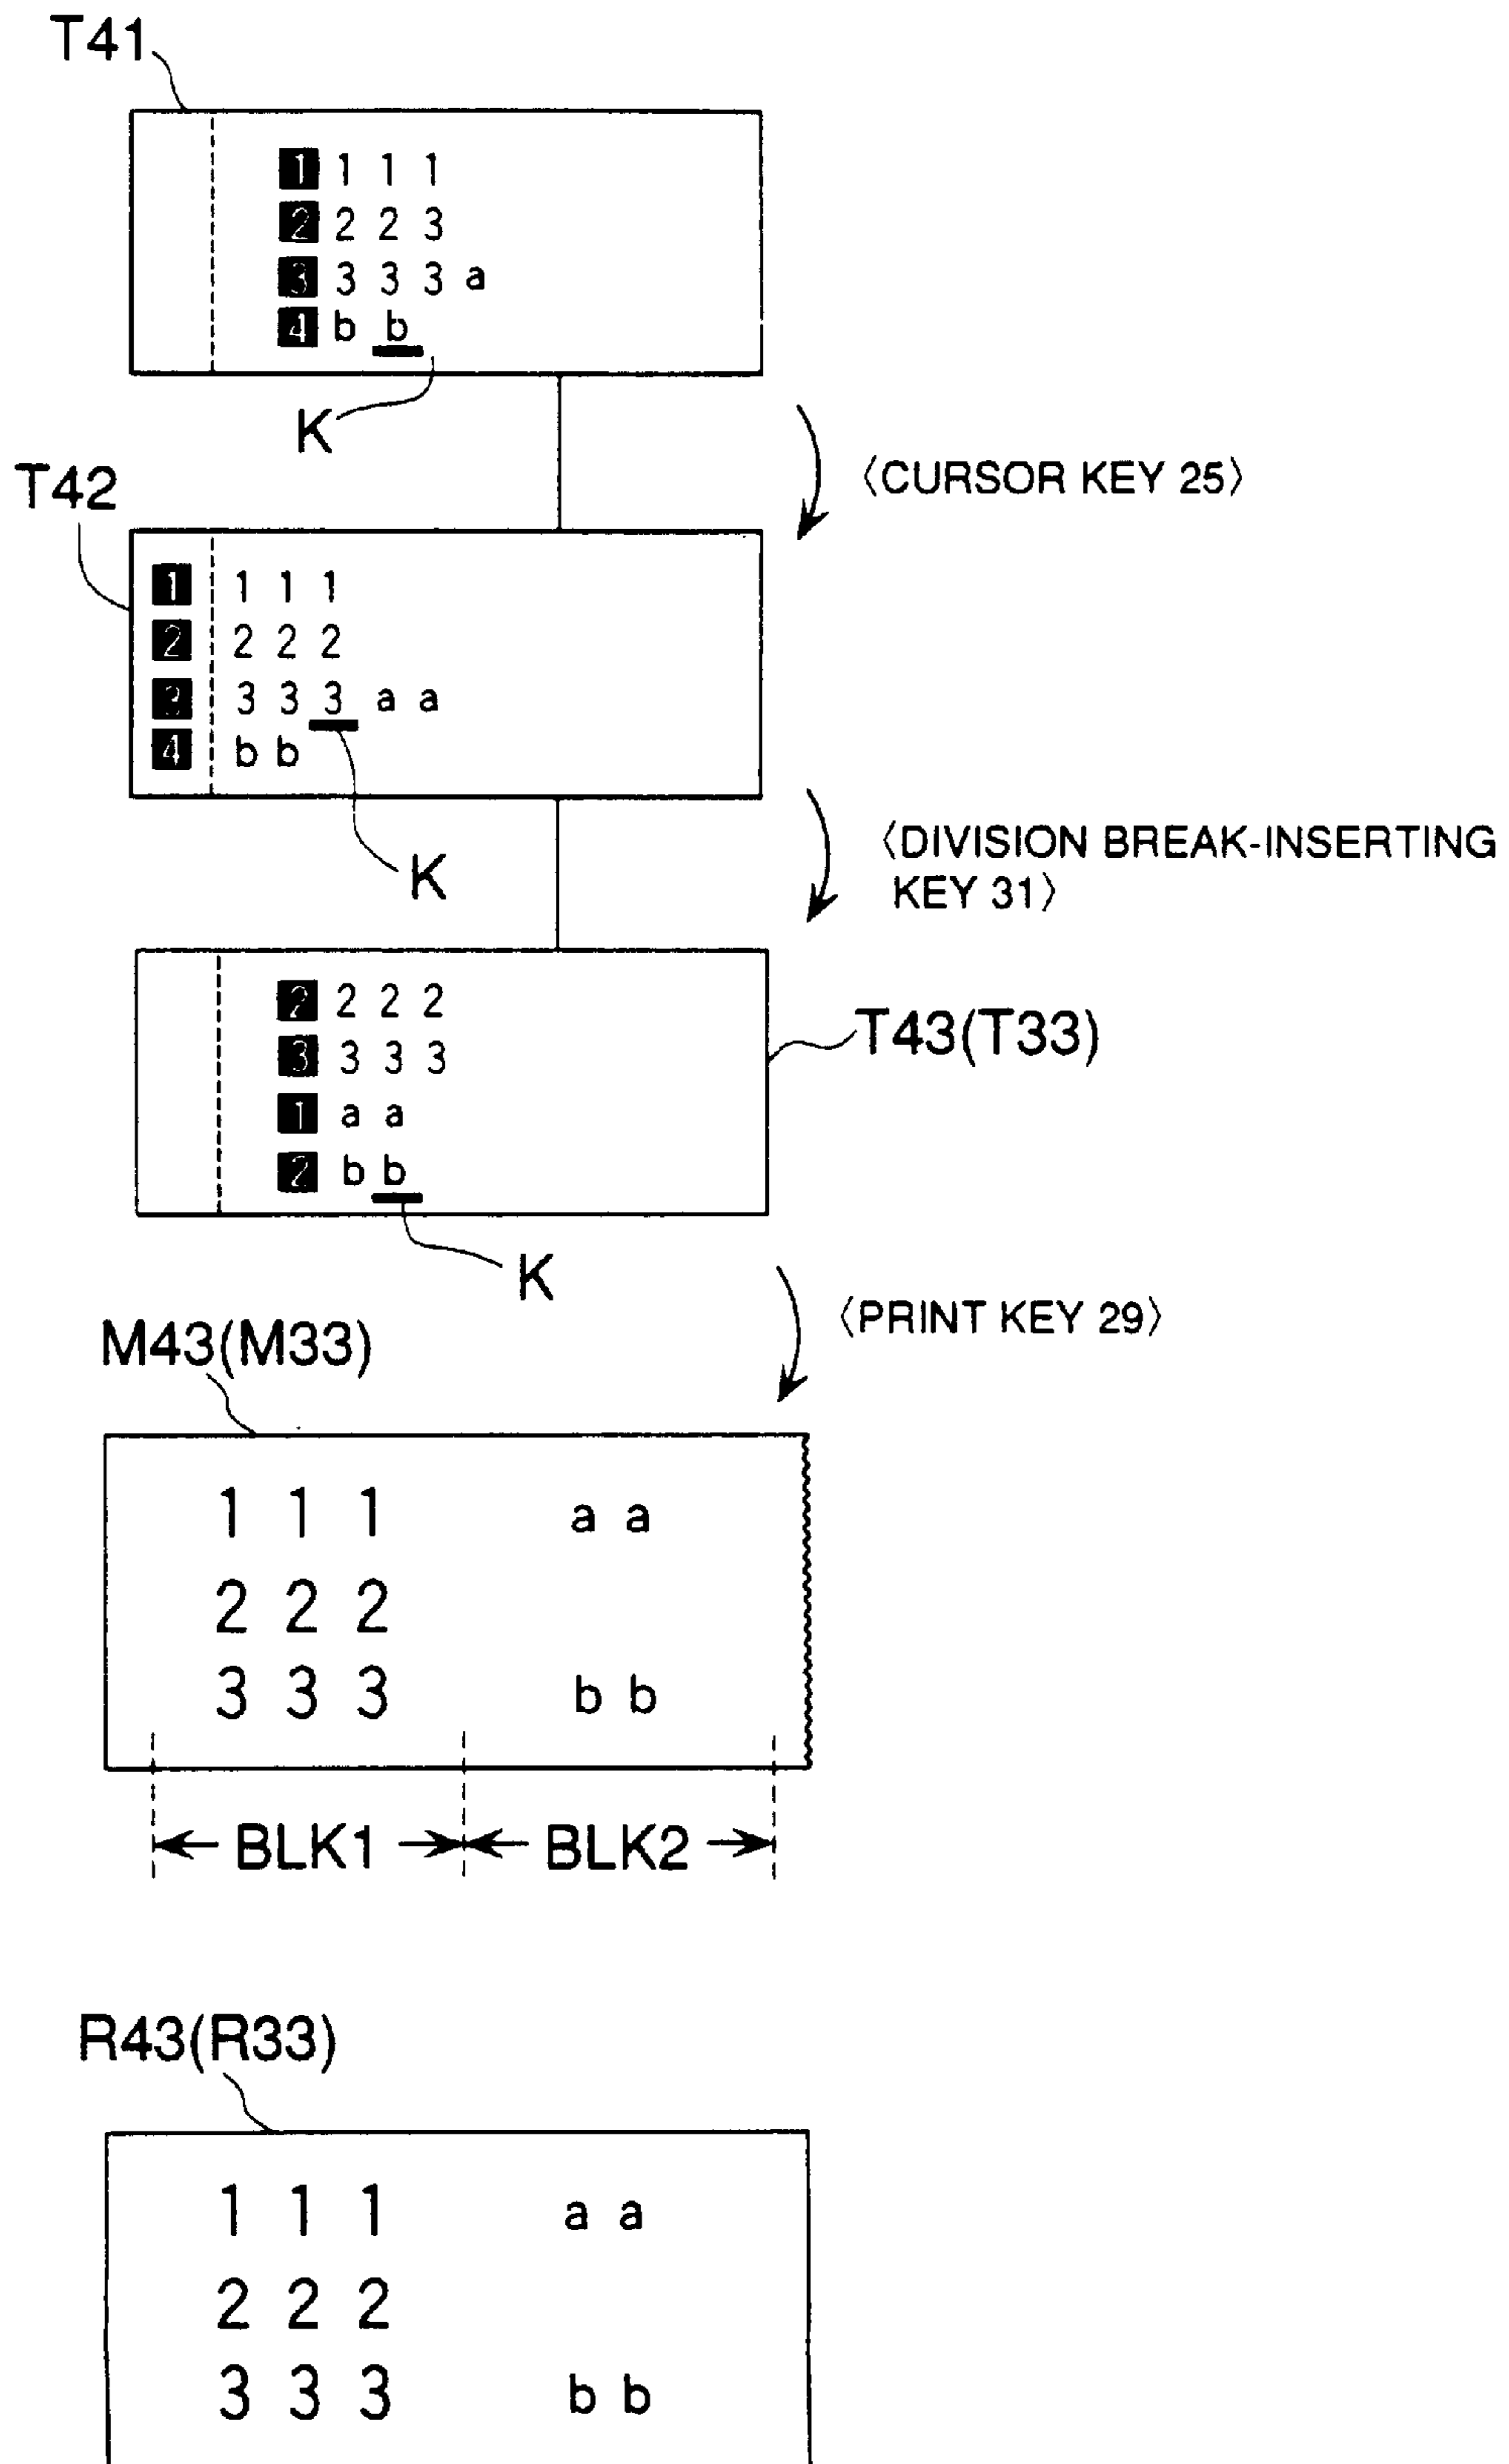 T41
1 1 1 1
2 2 2 3
3 3 3 3 a
4 b b
K
〈CURSOR KEY 25〉
T42
1 1 1 1
2 2 2 2
3 3 3 3 a a
4 b b
K
〈DIVISION BREAK-INSERTING
KEY 31〉
2 2 2 2
3 3 3 3
1 a a
2 b b
T43(T33)
K
〈PRINT KEY 29〉
M43(M33)
1 1 1 a a
2 2 2
3 3 3 b b
BLK1 BLK2
R43(R33)
1 1 1 a a
2 2 2
3 3 3 b b